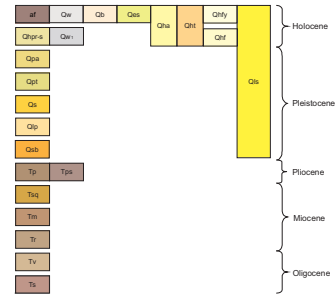 af Qw Qb Qes Qha Qht Qhfy Holocene
Qhpr-s Qw1 Qhf
Qpa
Qpt Qls
Qs Pleistocene
Qlp
Qsb
Tp Tps Pliocene
Tsq
Tm Miocene
Tr
Tv
Ts Oligocene